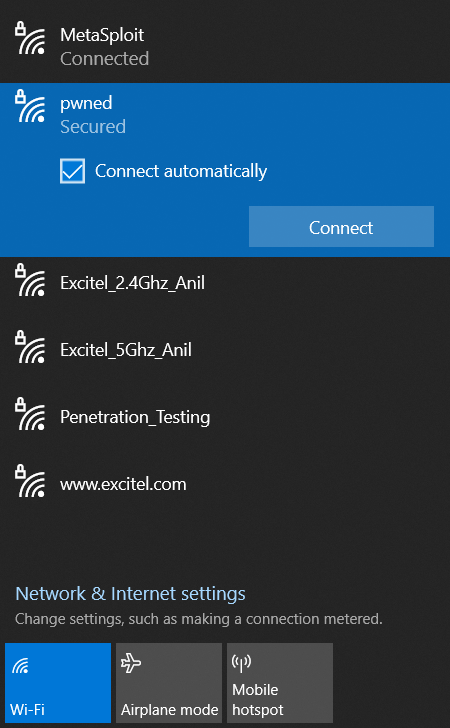 MetaSploit
Connected
pwned
Secured
Connect automatically
Connect
Excitel_2.4Ghz_Anil
Excitel_5Ghz_Anil
Penetration_Testing
www.excitel.com
Network & Internet settings
Change settings, such as making a connection metered.
Wi-Fi
Airplane mode
Mobile
hotspot